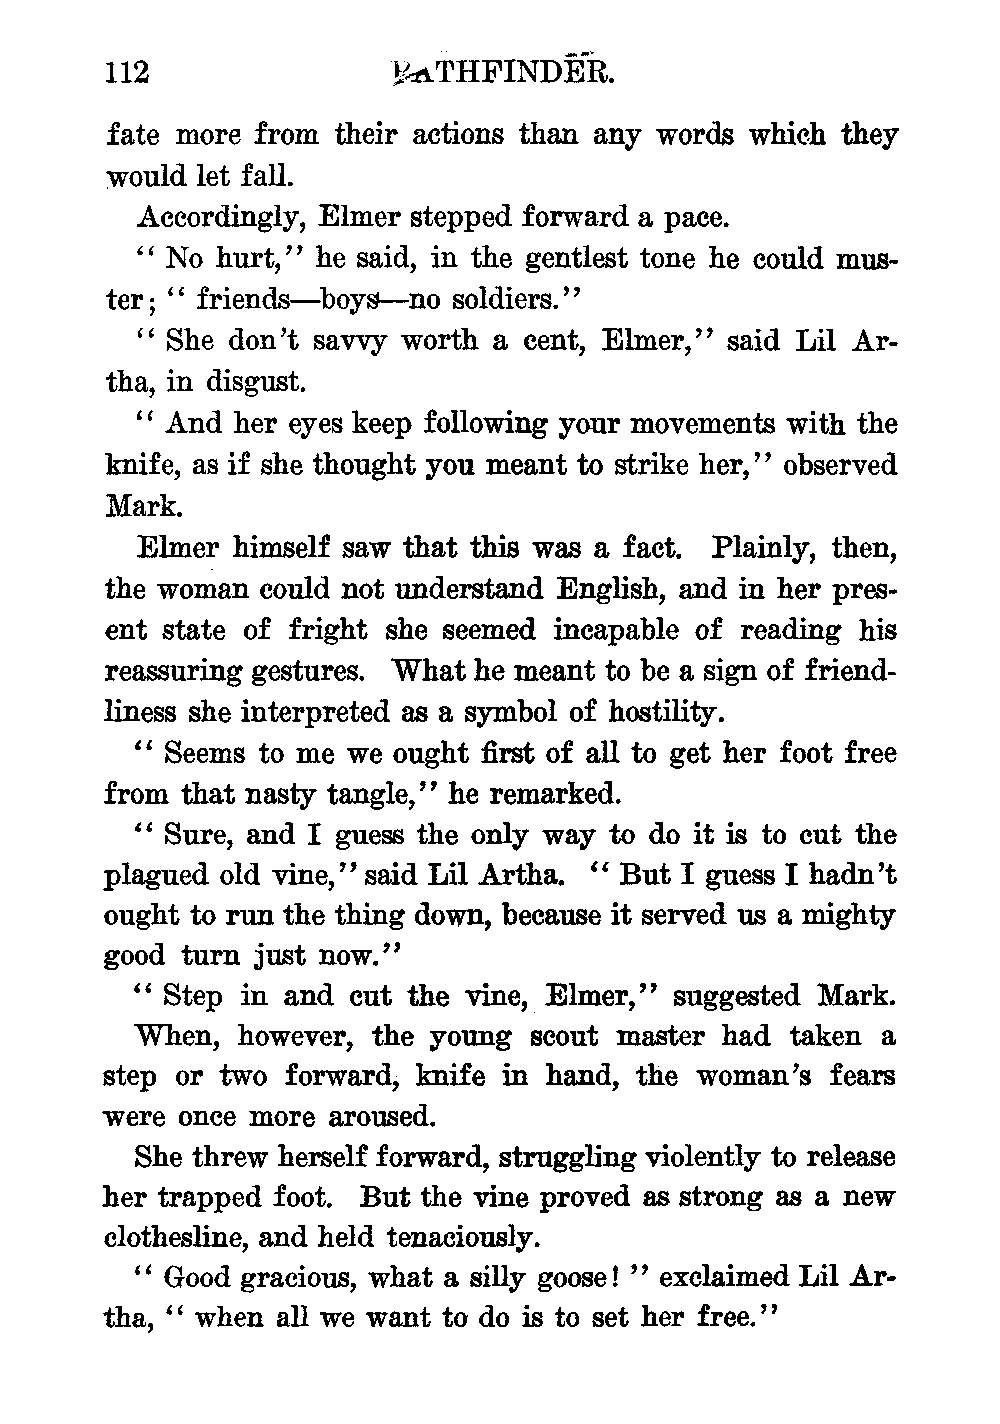 112 PATHFINDER.
fate more from their actions than any words which they
would let fall.
Accordingly, Elmer stepped forward a pace.
“ No hurt,” he said, in the gentlest tone he could mus-
ter; “ friends—boys—no soldiers.”
“ She don’t savvy worth a cent, Elmer,” said Lil Ar-
tha, in disgust.
“ And her eyes keep following your movements with the
knife, as if she thought you meant to strike her,” observed
Mark.
Elmer himself saw that this was a fact. Plainly, then,
the woman could not understand English, and in her pres-
ent state of fright she seemed incapable of reading his
reassuring gestures. What he meant to be a sign of friend-
liness she interpreted as a symbol of hostility.
“ Seems to me we ought first of all to get her foot free
from that nasty tangle,” he remarked.
“ Sure, and I guess the only way to do it is to cut the
plagued old vine,” said Lil Artha. “ But I guess I hadn’t
ought to run the thing down, because it served us a mighty
good turn just now.”
“ Step in and cut the vine, Elmer,” suggested Mark.
When, however, the young scout master had taken a
step or two forward, knife in hand, the woman’s fears
were once more aroused.
She threw herself forward, struggling violently to release
her trapped foot. But the vine proved as strong as a new
clothesline, and held tenaciously.
“ Good gracious, what a silly goose! ” exclaimed Lil Ar-
tha, “ when all we want to do is to set her free.”